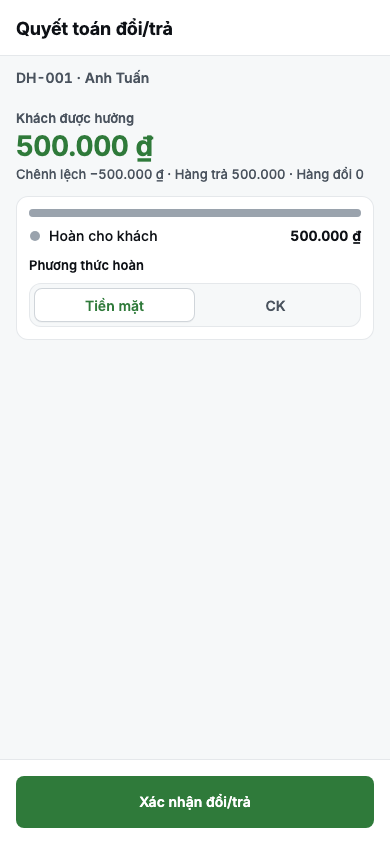 Quyết toán đổi/trả
DH-001 · Anh Tuấn
Khách được hưởng
500.000 ₫
Chênh lệch −500.000 ₫ · Hàng trả 500.000 · Hàng đổi 0
Hoàn cho khách 500.000 ₫
Phương thức hoàn
Tiền mặt CK
Xác nhận đổi/trả